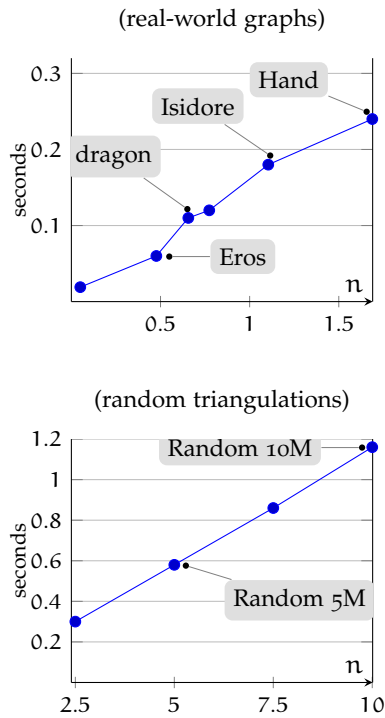 (real-world graphs)
0.3
Hand
Isidore
0.2
dragon
seconds
0.1
Eros
n
0.5
1
1.5
(random triangulations)
1.2
Random 10M
1
0.8
seconds
0.6
Random 5M
0.4
0.2
n
2.5
5
7.5
10